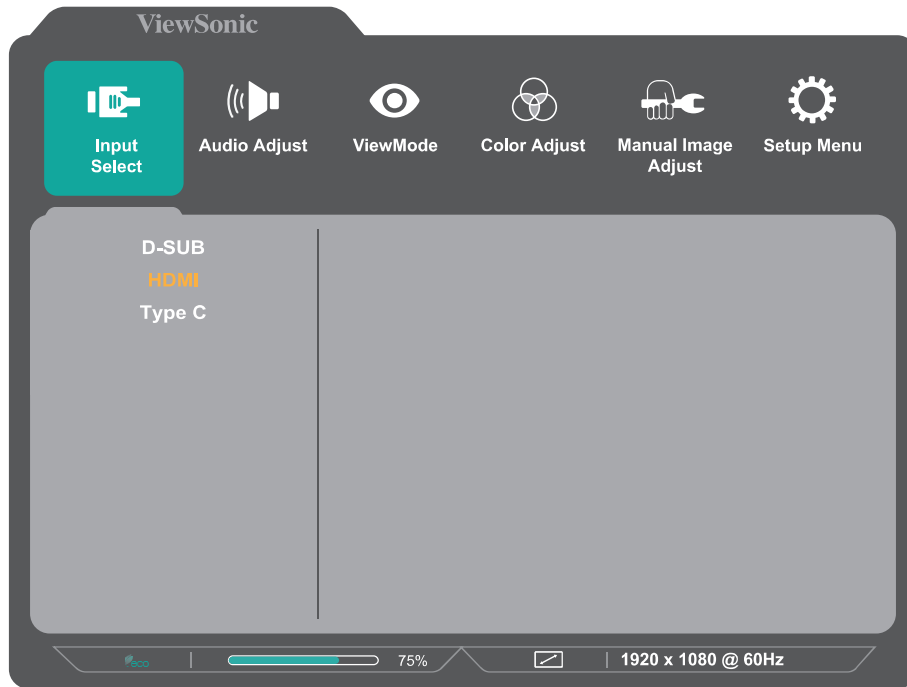 ViewSonic
Input
Select
Audio Adjust
ViewMode
Color Adjust
Manual Image
Adjust
Setup Menu
D-SUB
HDMI
Type C
eco
75%
1920 x 1080 @ 60Hz